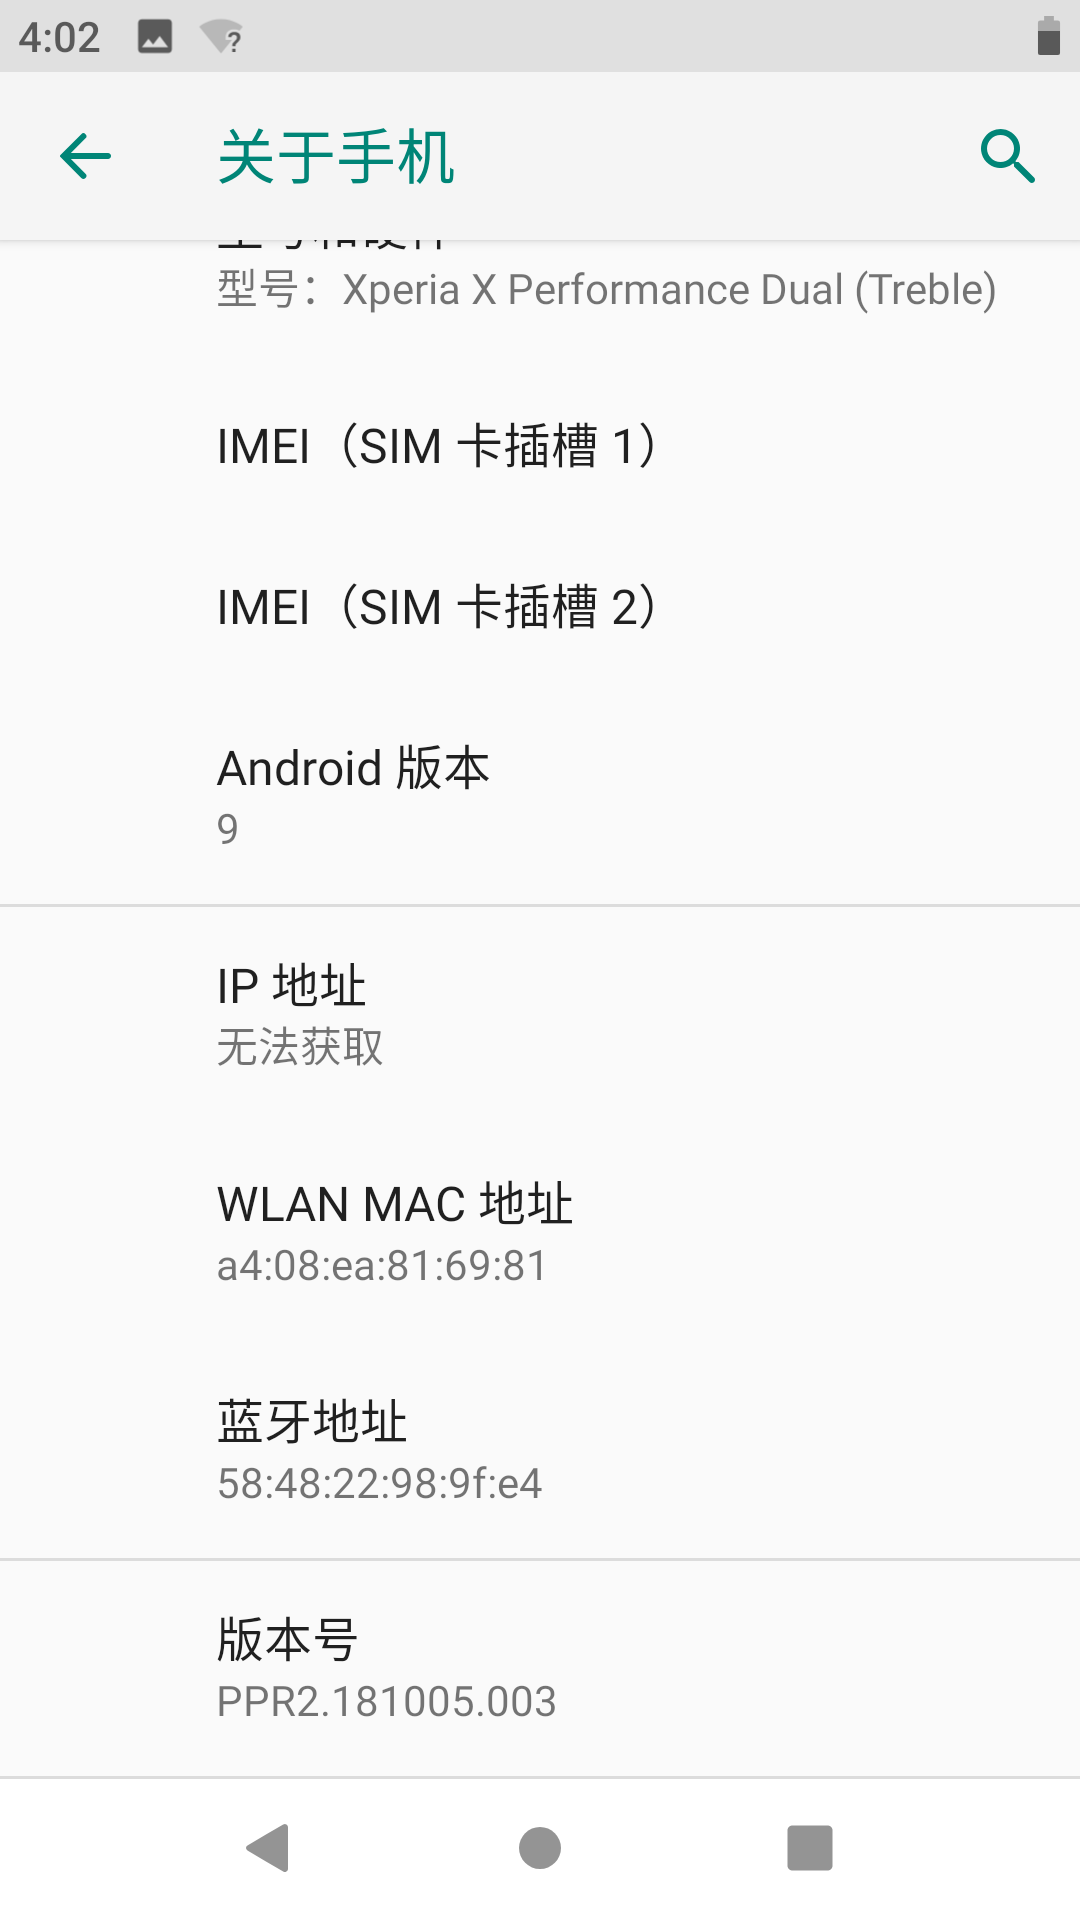 4:02
关于手机
型号：Xperia X Performance Dual (Treble)
IMEI（SIM 卡插槽 1）
IMEI（SIM 卡插槽 2）
Android 版本
9
IP 地址
无法获取
WLAN MAC 地址
a4:08:ea:81:69:81
蓝牙地址
58:48:22:98:9f:e4
版本号
PPR2.181005.003